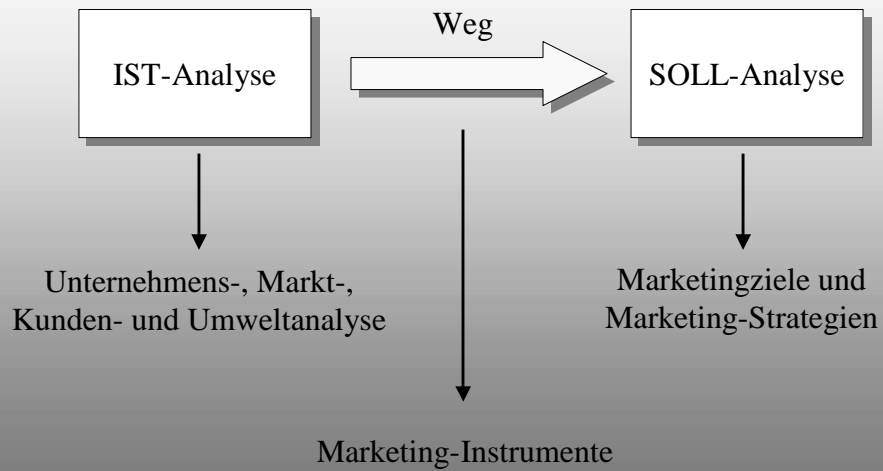 Weg
IST-Analyse
SOLL-Analyse
Unternehmens-, Markt-,
Kunden- und Umweltanalyse
Marketingziele und
Marketing-Strategien
Marketing-Instrumente